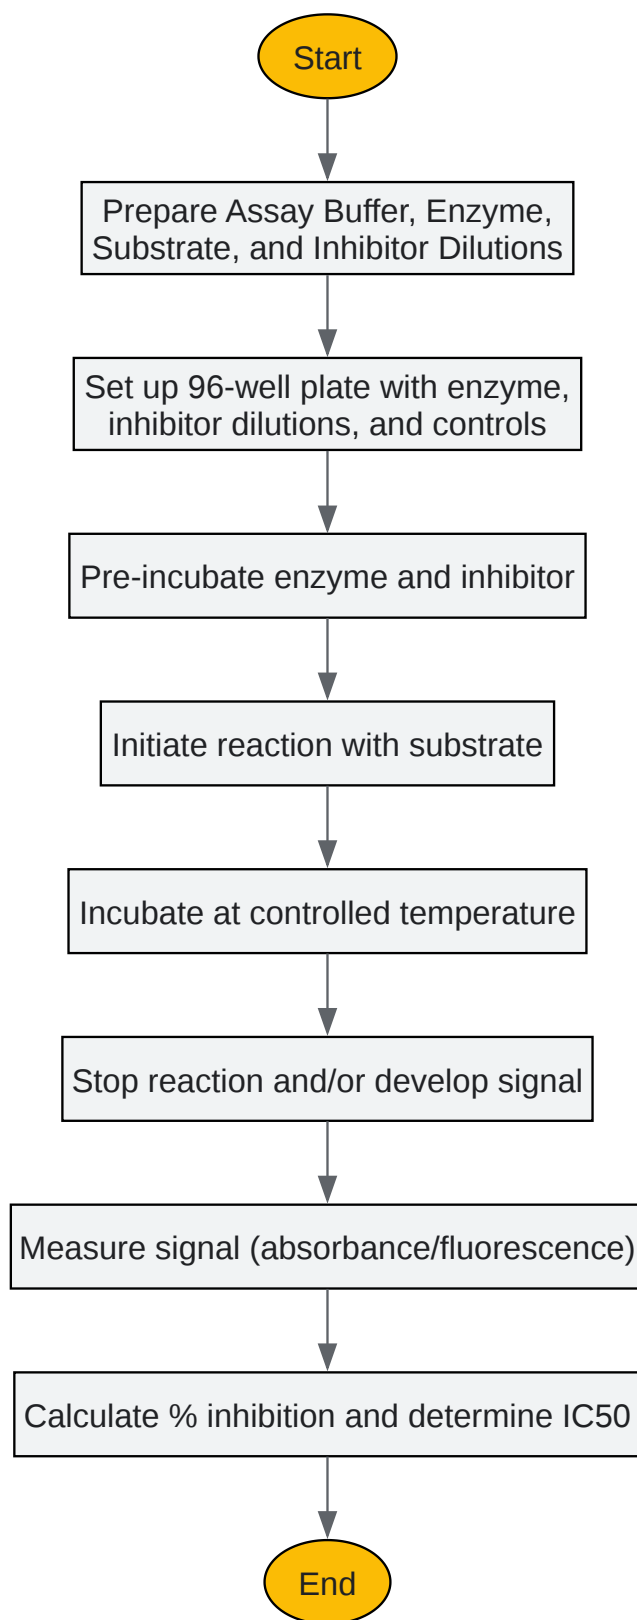 Start
Prepare Assay Buffer, Enzyme,
Substrate, and Inhibitor Dilutions
Set up 96-well plate with enzyme,
inhibitor dilutions, and controls
Pre-incubate enzyme and inhibitor
Initiate reaction with substrate
Incubate at controlled temperature
Stop reaction and/or develop signal
Measure signal (absorbance/fluorescence)
Calculate % inhibition and determine IC50
End